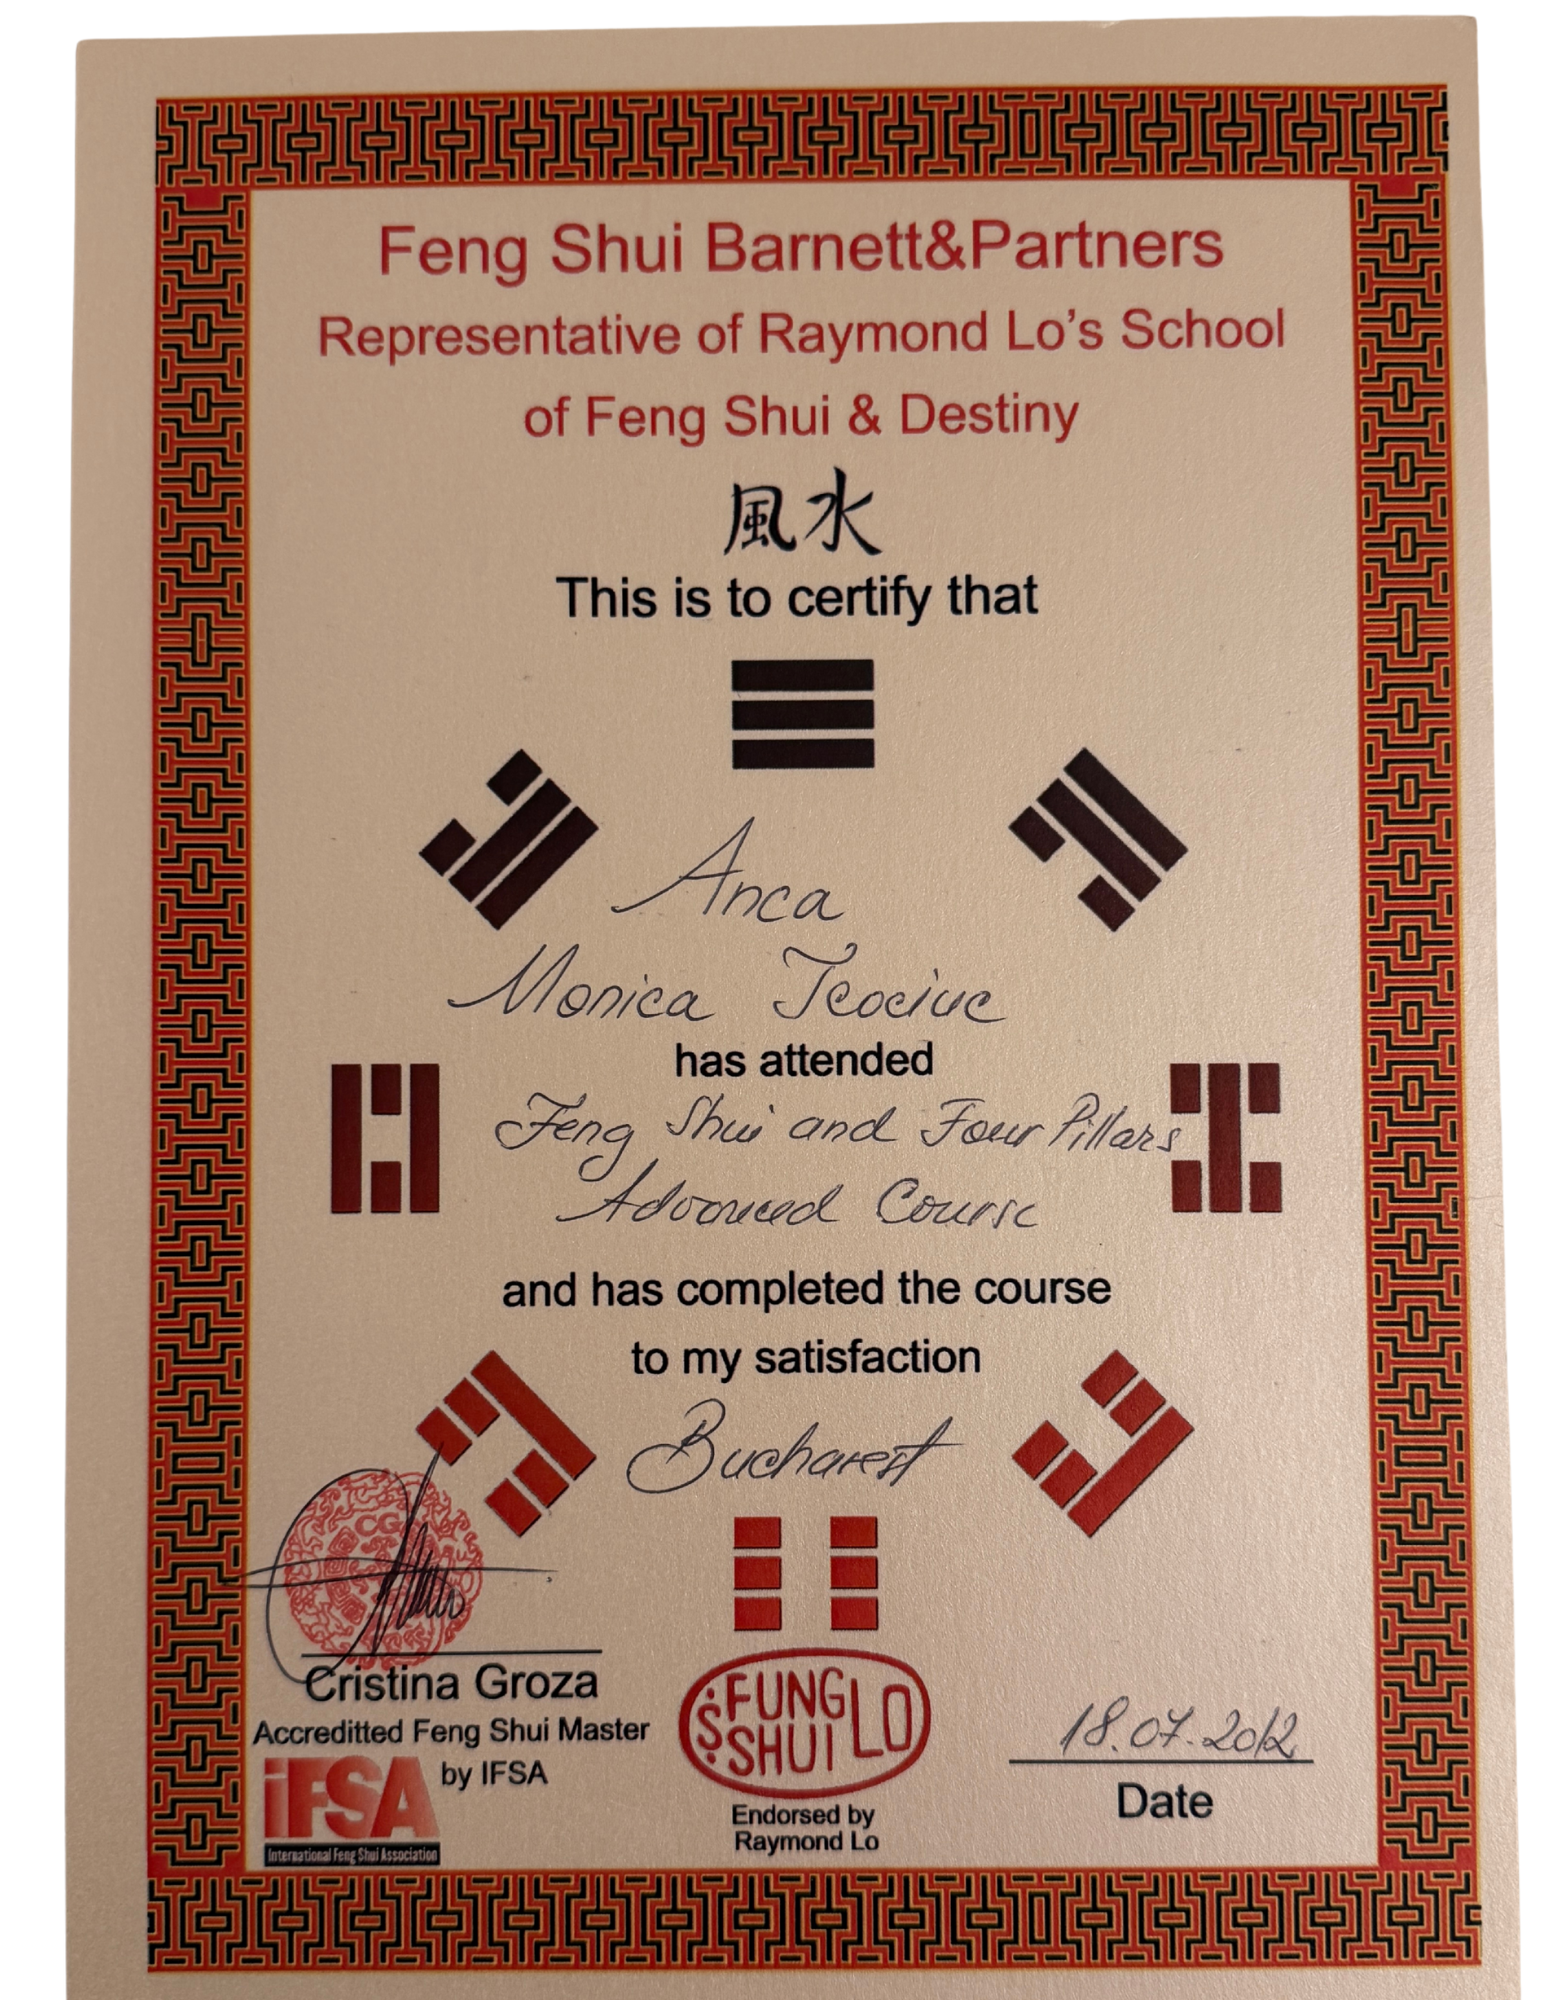 Feng Shui Barnett&Partners
Representative of Raymond Lo's School
of Feng Shui & Destiny
風水
This is to certify that
Anca
Monica Teociuc
has attended
Feng Shui and Four Pillars
Advanced Course
and has completed the course
to my satisfaction
Bucharest
CG
Cristina Groza
Accreditted Feng Shui Master
by IFSA
iFSA
International Feng Shui Association
FUNG SHUI LO
Endorsed by
Raymond Lo
18.07.2012
Date